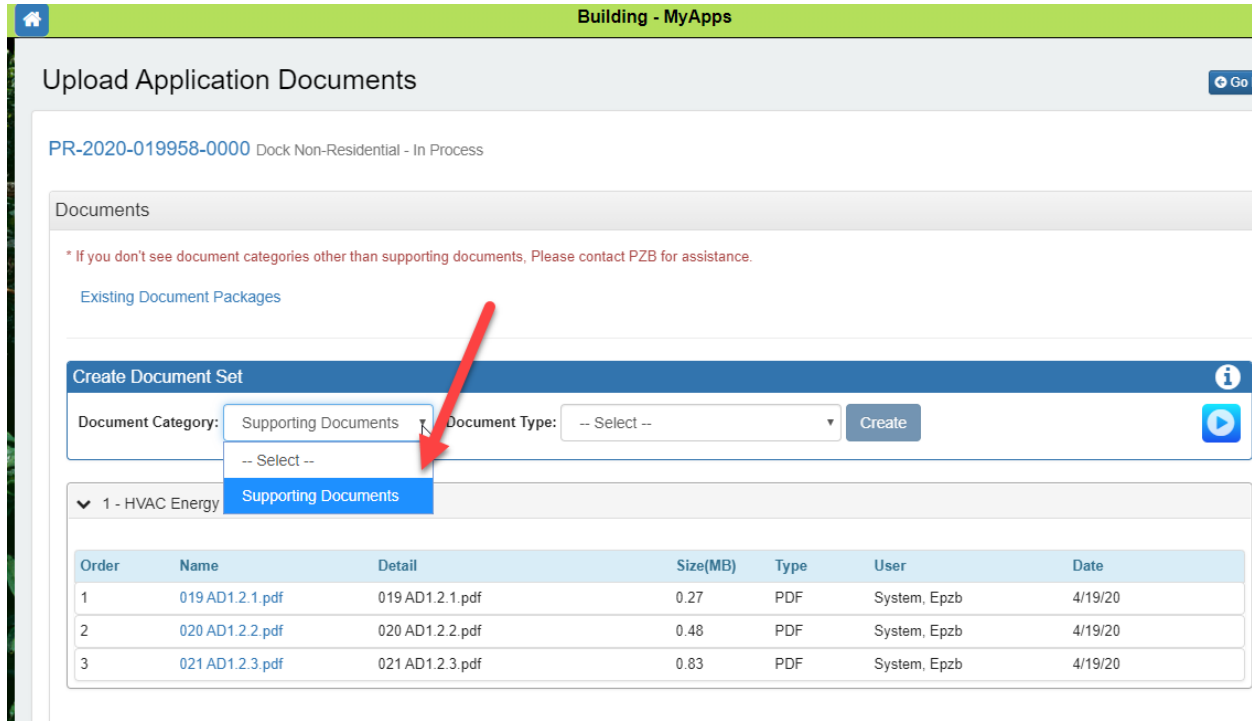 Building - MyApps
Upload Application Documents
Go
PR-2020-019958-0000 Dock Non-Residential - In Process
Documents
* If you don't see document categories other than supporting documents, Please contact PZB for assistance.
Existing Document Packages
Create Document Set
Document Category: Supporting Documents Document Type: -- Select -- Create
-- Select --
Supporting Documents
1 - HVAC Energy
Order Name Detail Size(MB) Type User Date
1 019 AD1.2.1.pdf 019 AD1.2.1.pdf 0.27 PDF System, Epzb 4/19/20
2 020 AD1.2.2.pdf 020 AD1.2.2.pdf 0.48 PDF System, Epzb 4/19/20
3 021 AD1.2.3.pdf 021 AD1.2.3.pdf 0.83 PDF System, Epzb 4/19/20